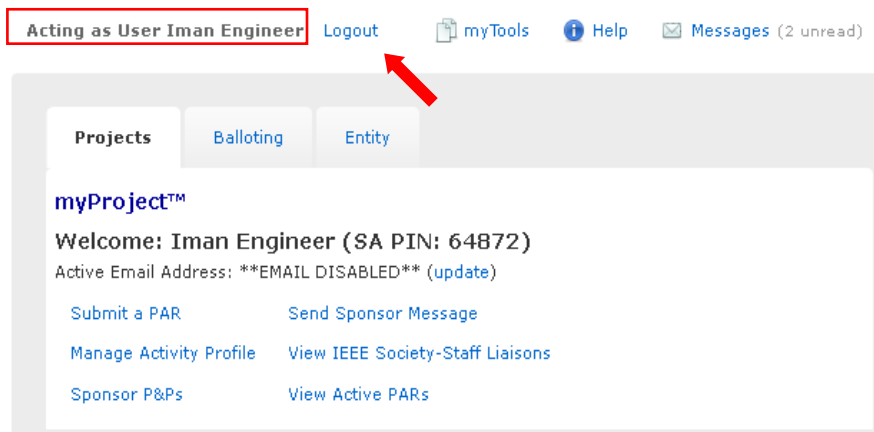 Acting as User Iman Engineer Logout myTools Help Messages (2 unread)
Projects Balloting Entity
myProject™
Welcome: Iman Engineer (SA PIN: 64872)
Active Email Address: **EMAIL DISABLED** (update)
Submit a PAR Send Sponsor Message
Manage Activity Profile View IEEE Society-Staff Liaisons
Sponsor P&Ps View Active PARs